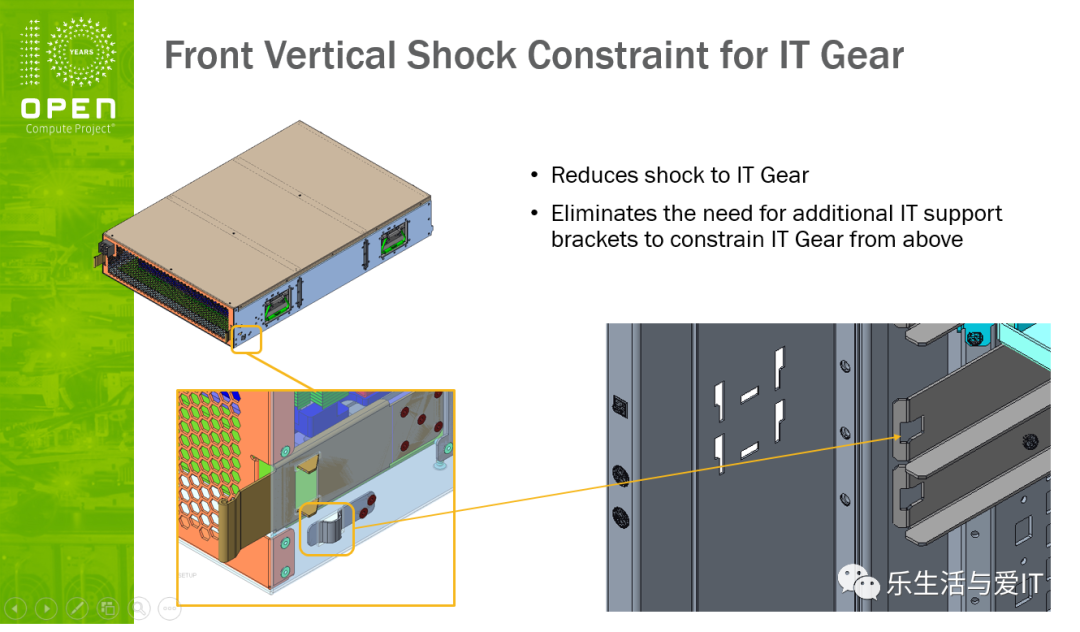 YEARS
OPEN
Compute Project®
Front Vertical Shock Constraint for IT Gear
• Reduces shock to IT Gear
• Eliminates the need for additional IT support
brackets to constrain IT Gear from above
SETUP
乐生活与爱IT